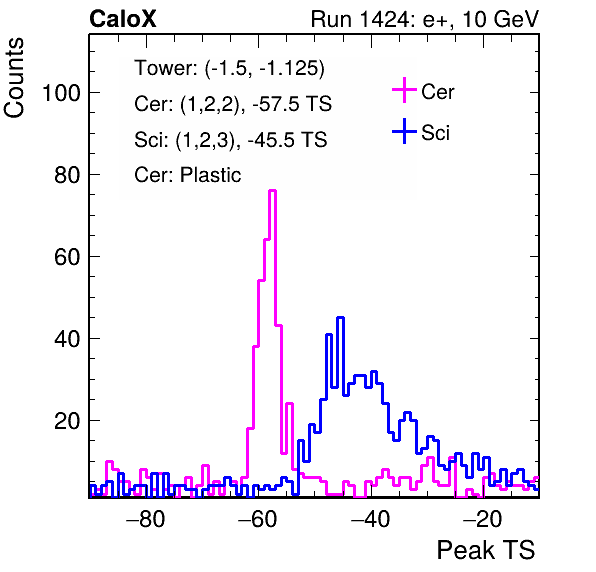 CaloX
Run 1424: e+, 10 GeV
Counts
Tower: (-1.5, -1.125)
Cer: (1,2,2), -57.5 TS
Sci: (1,2,3), -45.5 TS
Cer: Plastic
Cer
Sci
100
80
60
40
20
−80
−60
−40
−20
Peak TS